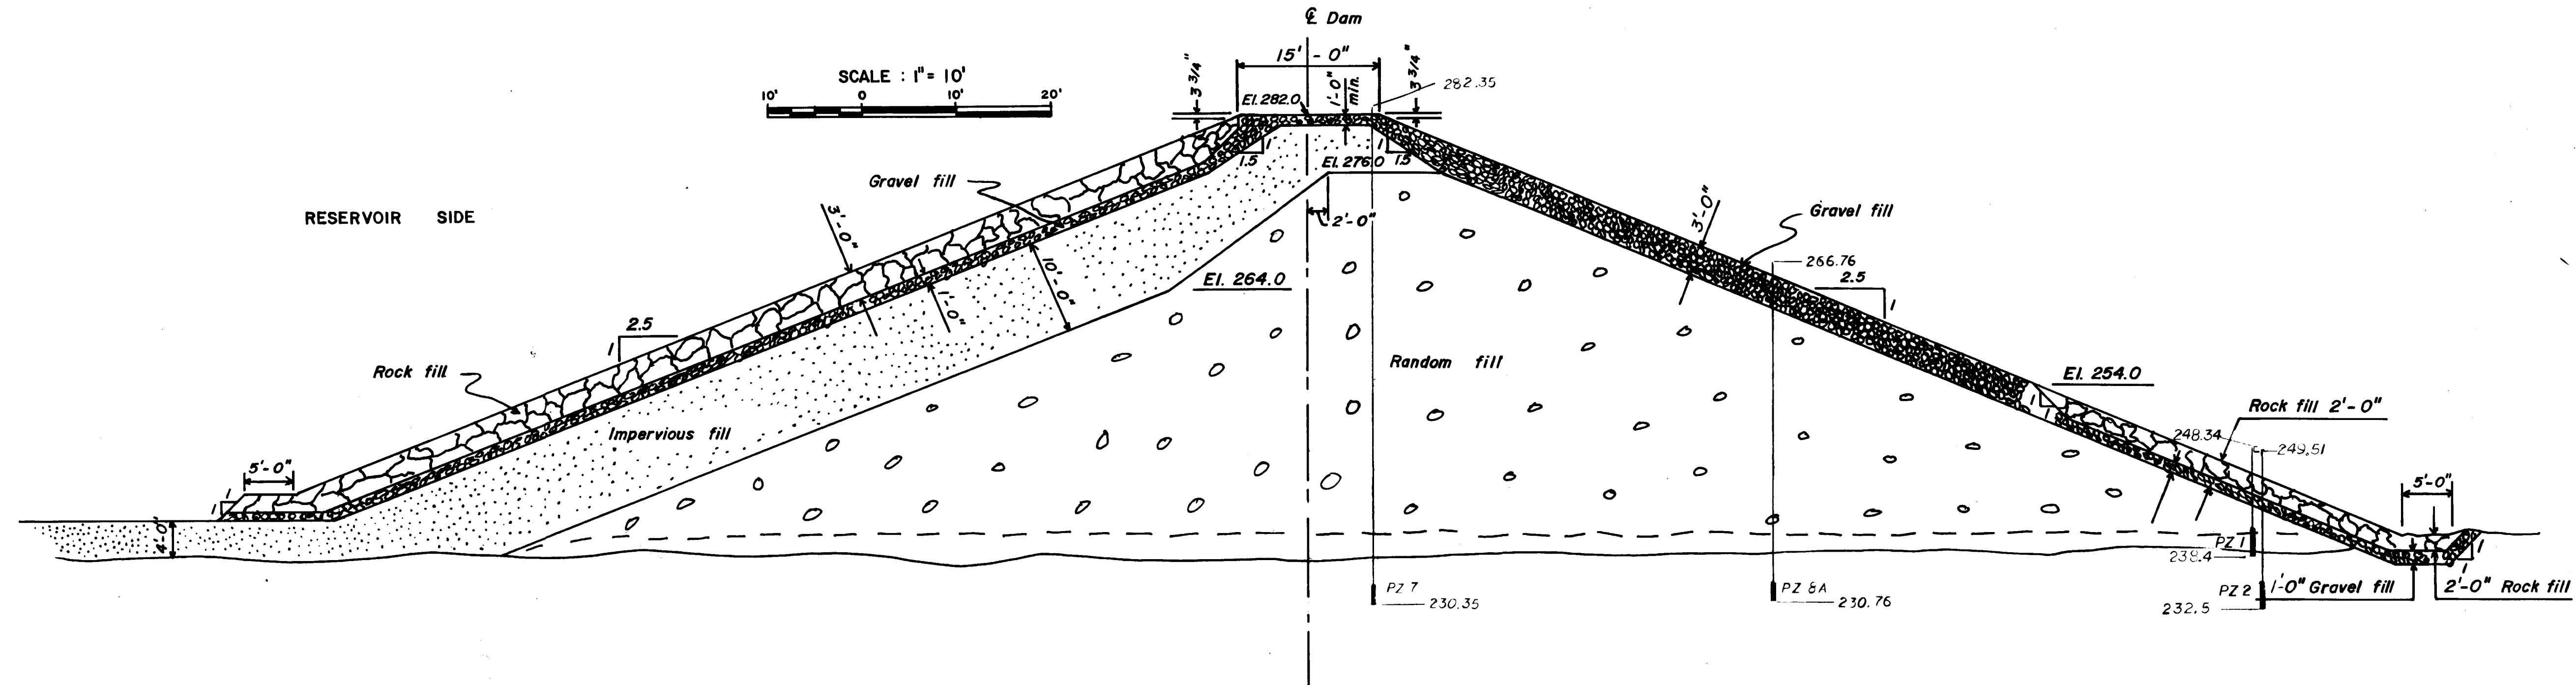 ℄ Dam
15'-0"
3 3/4"
1'-0" min.
3 3/4"
282.35
SCALE : 1" = 10'
10' 0 10' 20'
El. 282.0
1
1.5
El. 276.0
1
1.5
Gravel fill
2'-0"
RESERVOIR SIDE
3'-0"
10'-0"
1'-0"
El. 264.0
3'-0"
Gravel fill
266.76
2.5
1
2.5
1
Random fill
Rock fill
El. 254.0
1
1
Rock fill 2'-0"
Impervious fill
248.34
249.51
5'-0"
1
1
4'-0"
5'-0"
PZ 1
238.4
1
1
PZ 7
230.35
PZ 8A
230.76
PZ 2
232.5
1'-0" Gravel fill
2'-0" Rock fill